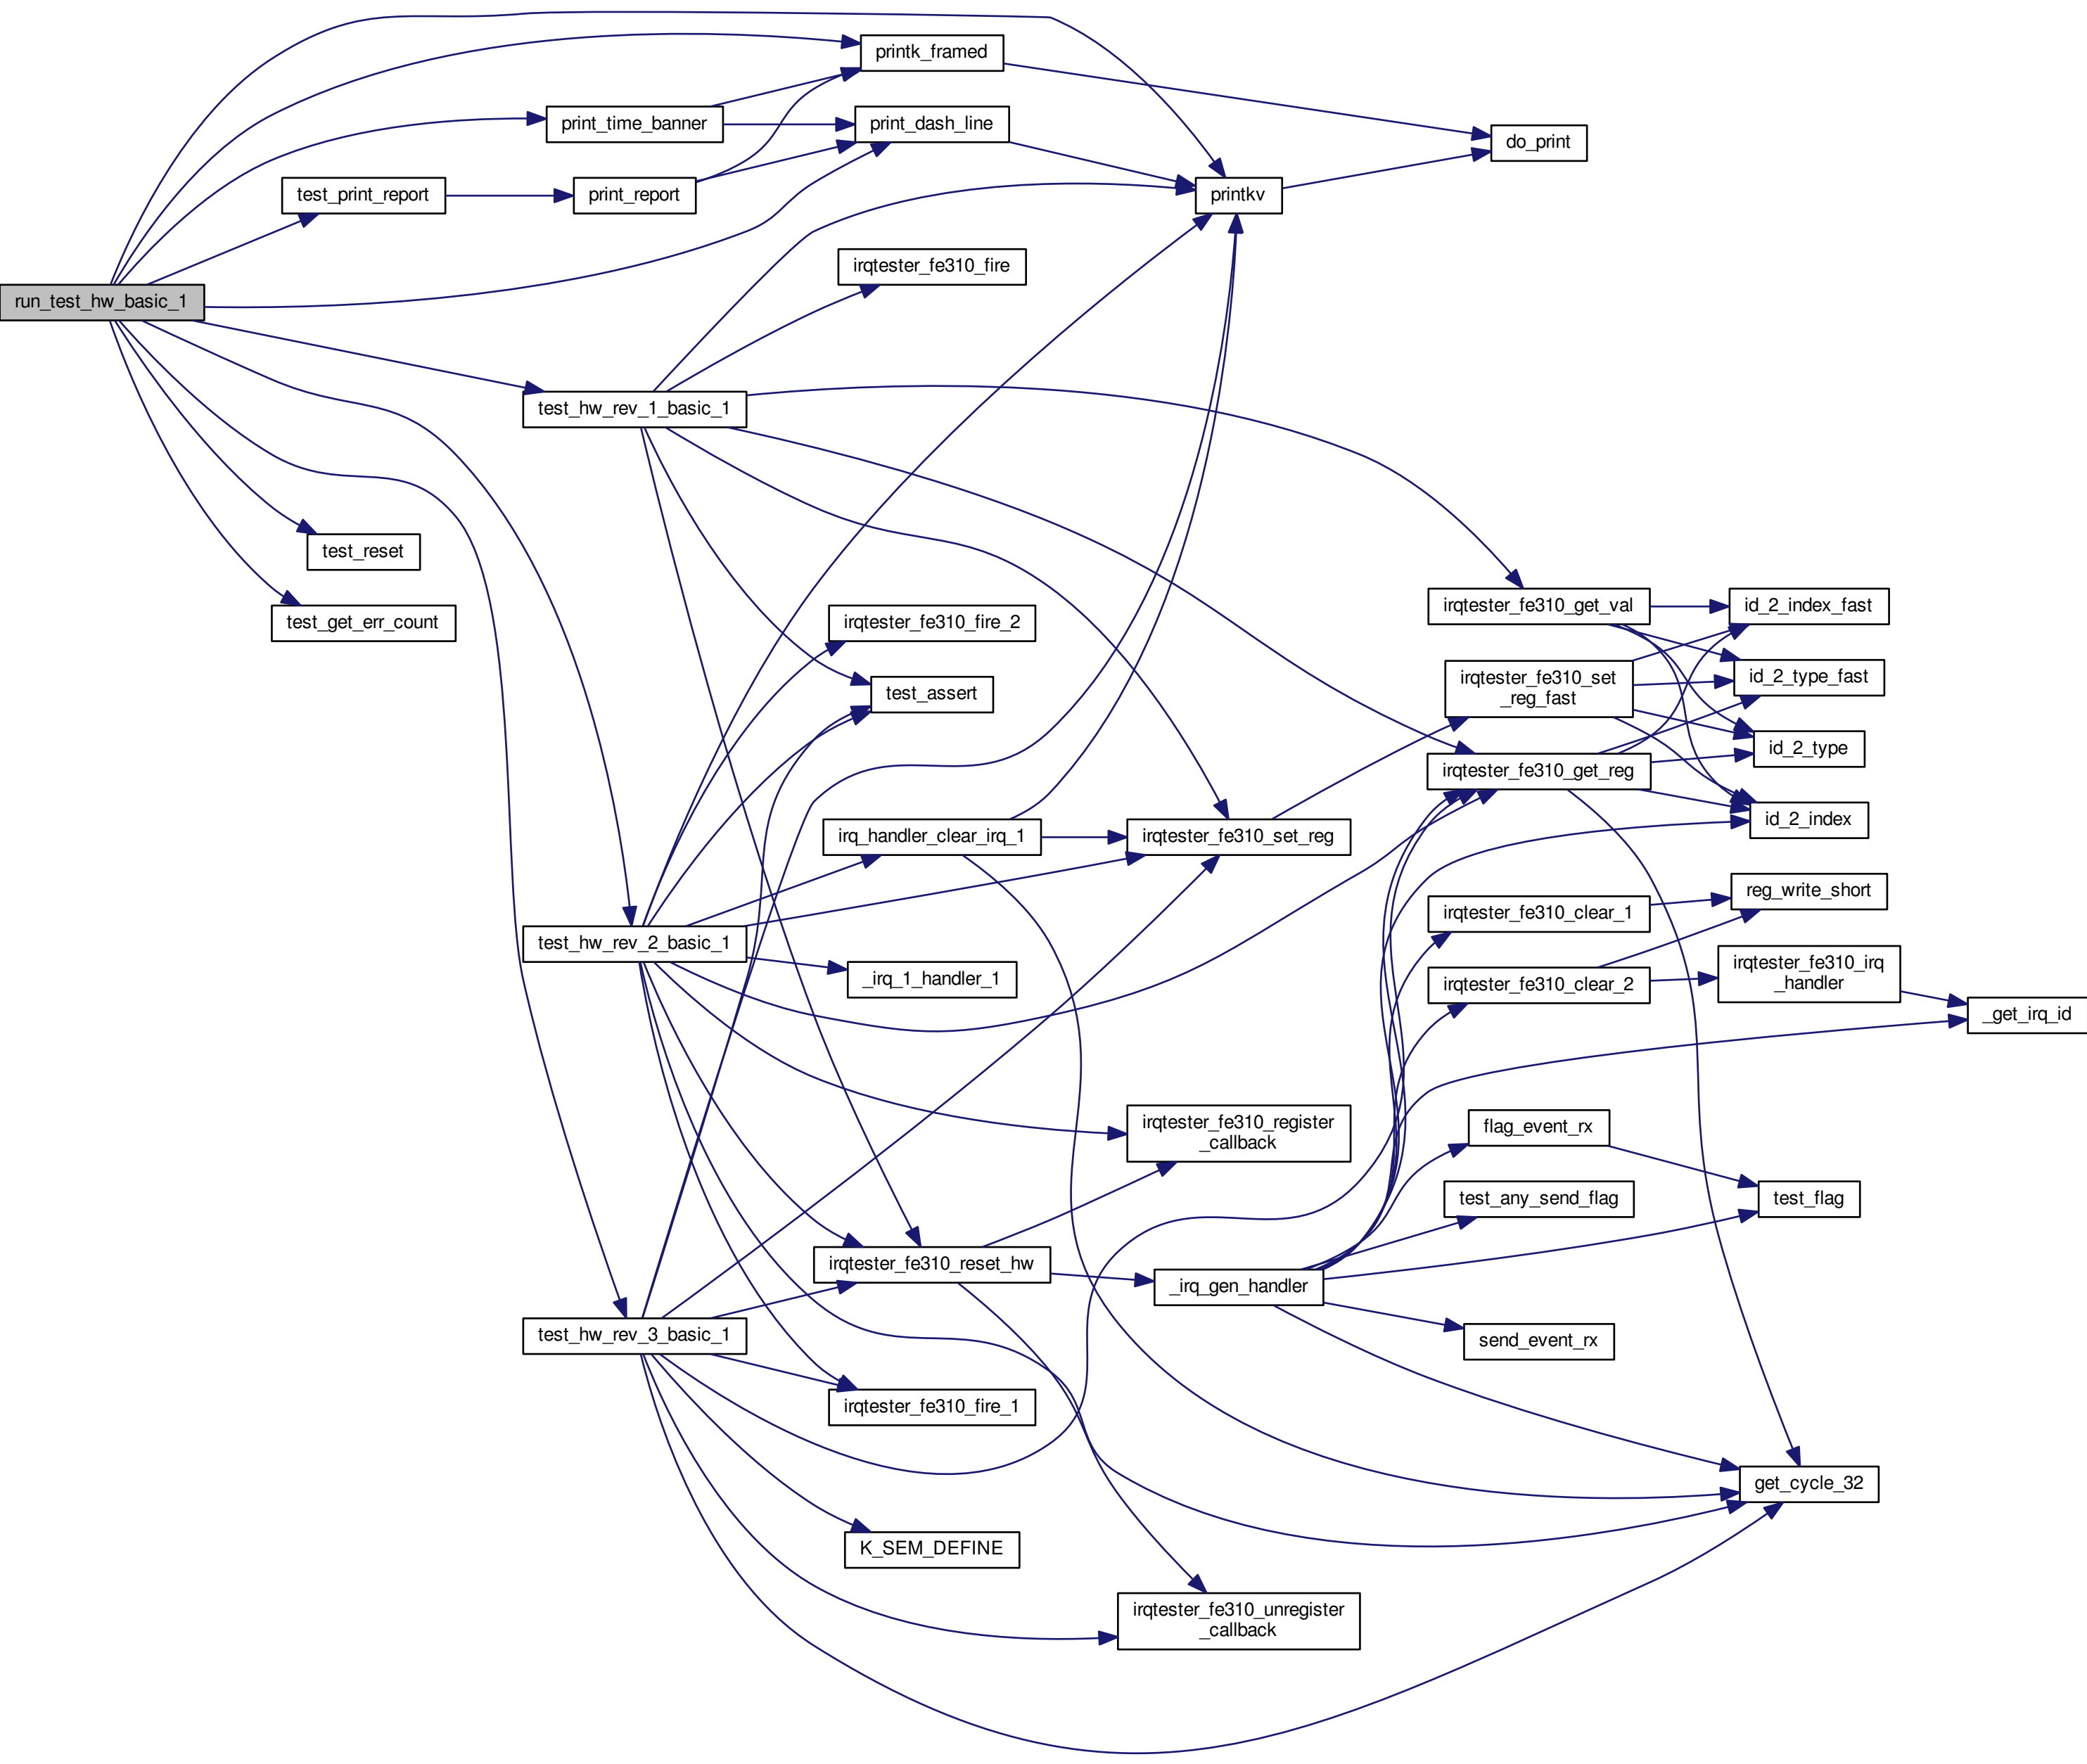 printk_framed
print_time_banner
print_dash_line
do_print
test_print_report
print_report
printkv
irqtester_fe310_fire
run_test_hw_basic_1
test_hw_rev_1_basic_1
test_reset
test_get_err_count
irqtester_fe310_fire_2
irqtester_fe310_get_val
id_2_index_fast
test_assert
irqtester_fe310_set
_reg_fast
id_2_type_fast
id_2_type
irqtester_fe310_get_reg
id_2_index
irq_handler_clear_irq_1
irqtester_fe310_set_reg
reg_write_short
irqtester_fe310_clear_1
test_hw_rev_2_basic_1
_irq_1_handler_1
irqtester_fe310_clear_2
irqtester_fe310_irq
_handler
_get_irq_id
irqtester_fe310_register
_callback
flag_event_rx
test_any_send_flag
test_flag
irqtester_fe310_reset_hw
_irq_gen_handler
test_hw_rev_3_basic_1
send_event_rx
irqtester_fe310_fire_1
get_cycle_32
K_SEM_DEFINE
irqtester_fe310_unregister
_callback